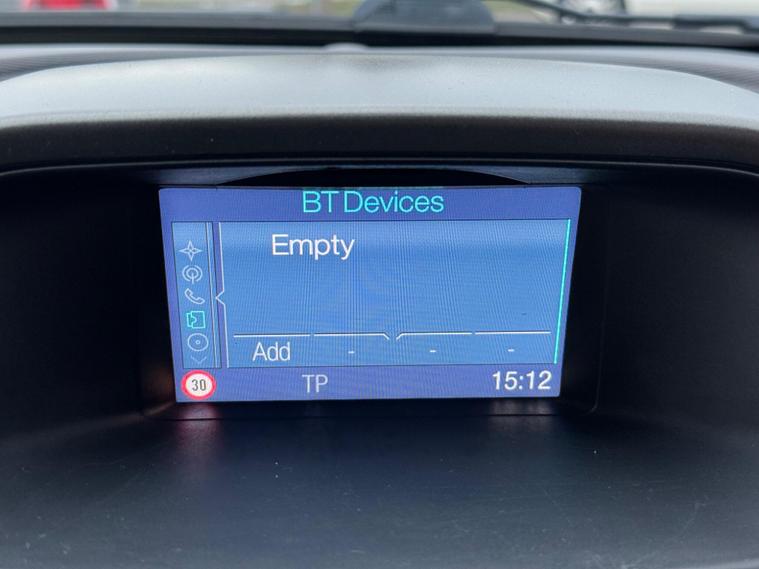 BT Devices
Empty
Add - - -
30 TP 15:12